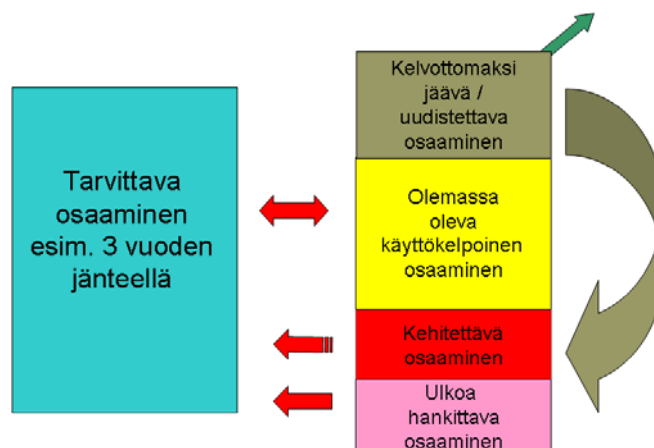 Tarvittava
osaaminen
esim. 3 vuoden
jänteellä
Kelvottomaksi
jäävä /
uudistettava
osaaminen
Olemassa
oleva
käyttökelpoinen
osaaminen
Kehitettävä
osaaminen
Ulkoa
hankittava
osaaminen